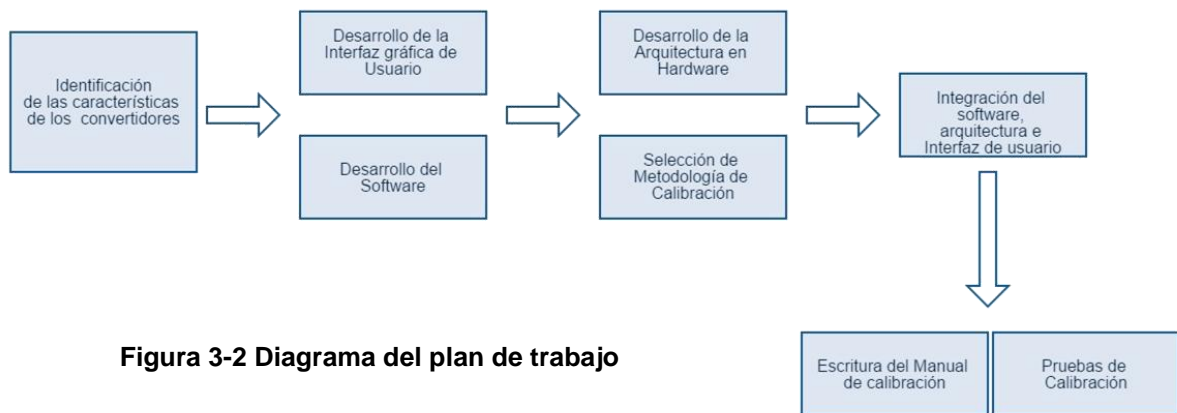 Identificación
de las características
de los convertidores
Desarrollo de la
Interfaz gráfica de
Usuario
Desarrollo del
Software
Desarrollo de la
Arquitectura en
Hardware
Selección de
Metodología de
Calibración
Integración del
software,
arquitectura e
Interfaz de usuario
Escritura del Manual
de calibración
Pruebas de
Calibración
Figura 3-2 Diagrama del plan de trabajo